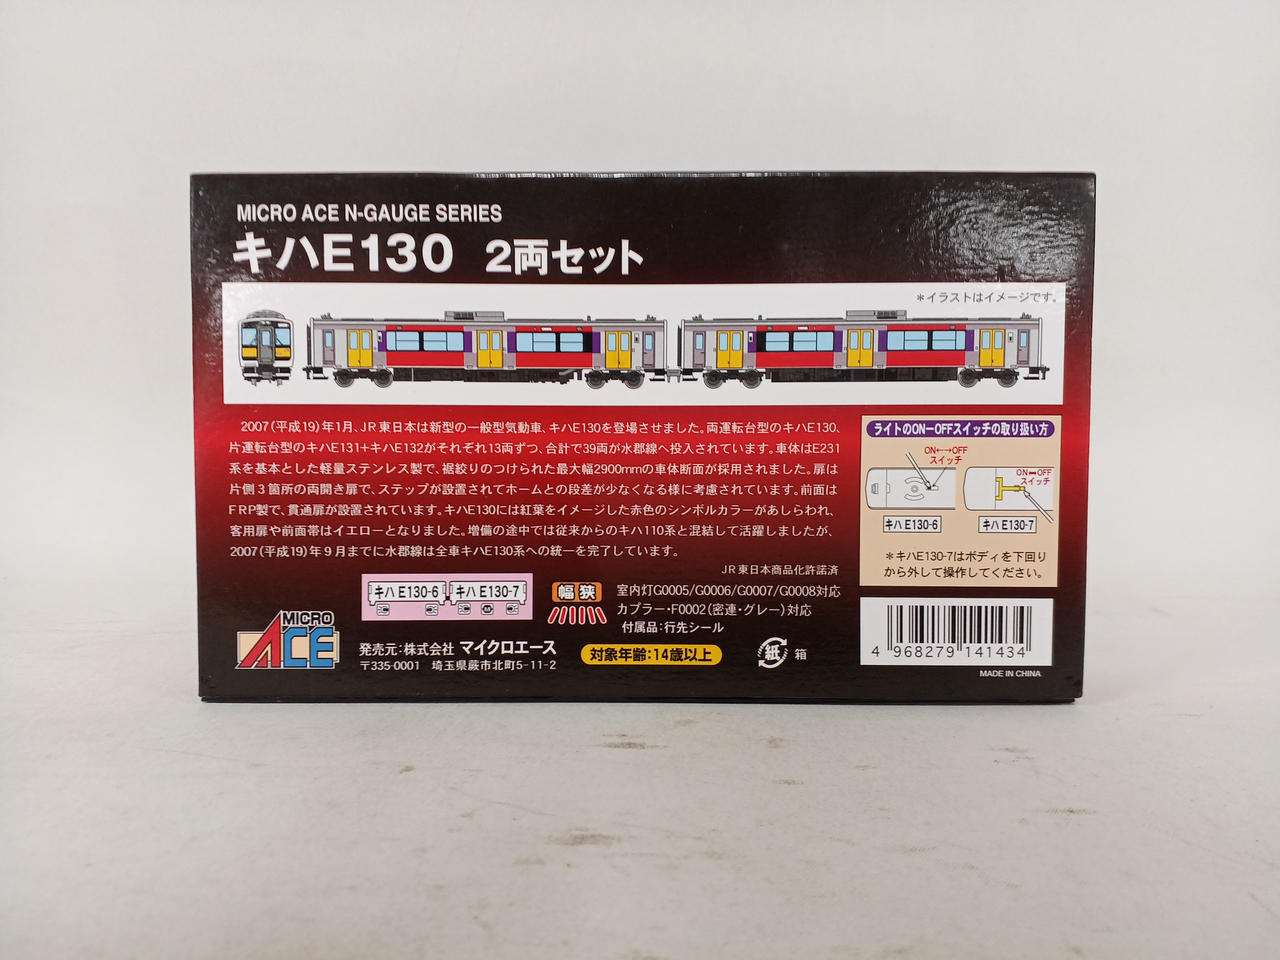 MICRO ACE N-GAUGE SERIES
キハE130 2両セット
＊イラストはイメージです。
2007(平成19)年1月、JR東日本は新型の一般型気動車、キハE130を登場させました。両運転台型のキハE130、
片運転台型のキハE131+キハE132がそれぞれ13両ずつ、合計で39両が水郡線へ投入されています。車体はE231
系を基本とした軽量ステンレス製で、裾絞りのつけられた最大幅2900mmの車体断面が採用されました。扉は
片側3箇所の両開き扉で、ステップが設置されてホームとの段差が少なくなる様に考慮されています。前面は
FRP製で、貫通扉が設置されています。キハE130には紅葉をイメージした赤色のシンボルカラーがあしらわれ、
客用扉や前面帯はイエローとなりました。増備の途中では従来からのキハ110系と混結して活躍しましたが、
2007(平成19)年9月までに水郡線は全車キハE130系への統一を完了しています。
JR東日本商品化許諾済
ライトのON－OFFスイッチの取り扱い方
ON←→OFF
スイッチ
ON↔OFF
スイッチ
キハ E130-6
キハ E130-7
＊キハE130-7はボディを下回り
から外して操作してください。
キハ E130-6
キハ E130-7
幅狭
室内灯G0005/G0006/G0007/G0008対応
カプラー・F0002(密連・グレー)対応
付属品：行先シール
MICRO
ACE
発売元：株式会社 マイクロエース
〒335-0001 埼玉県蕨市北町5-11-2
対象年齢：14歳以上
紙
箱
4 968279 141434
MADE IN CHINA